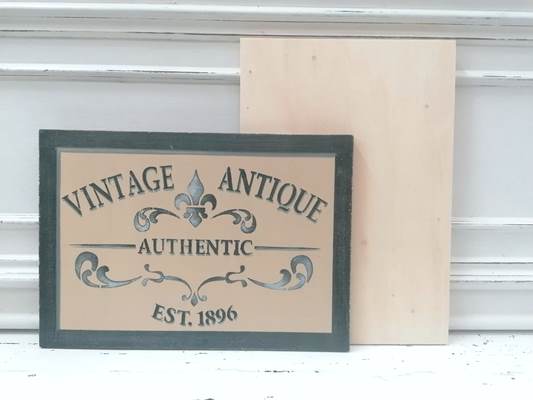 VINTAGE ANTIQUE
AUTHENTIC
EST. 1896